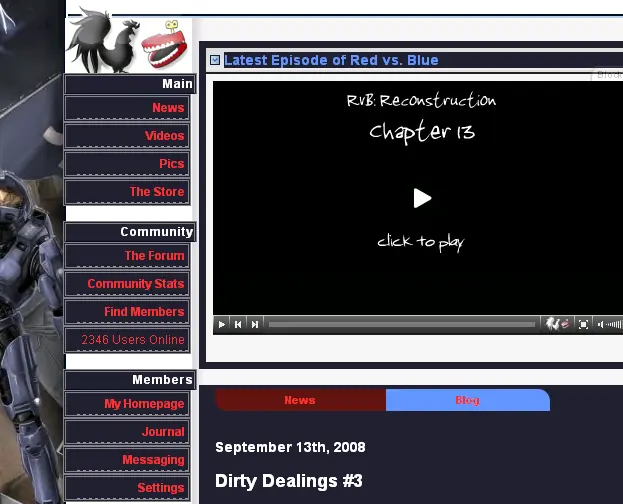 Main
News
Videos
Pics
The Store
Community
The Forum
Community Stats
Find Members
2346 Users Online
Members
My Homepage
Journal
Messaging
Settings
Latest Episode of Red vs. Blue
RvB: Reconstruction
Chapter 13
click to play
News
Blog
September 13th, 2008
Dirty Dealings #3